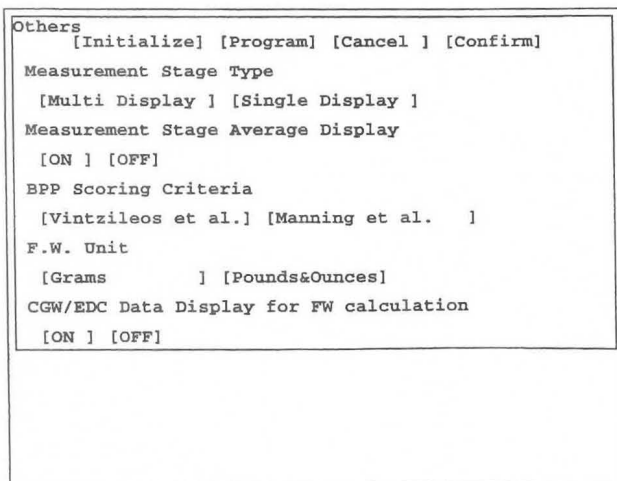 Others
[Initialize] [Program] [Cancel ] [Confirm]
Measurement Stage Type
[Multi Display ] [Single Display ]
Measurement Stage Average Display
[ON ] [OFF]
BPP Scoring Criteria
[Vintzileos et al.] [Manning et al. ]
F.W. Unit
[Grams ] [Pounds&Ounces]
CGW/EDC Data Display for FW calculation
[ON ] [OFF]